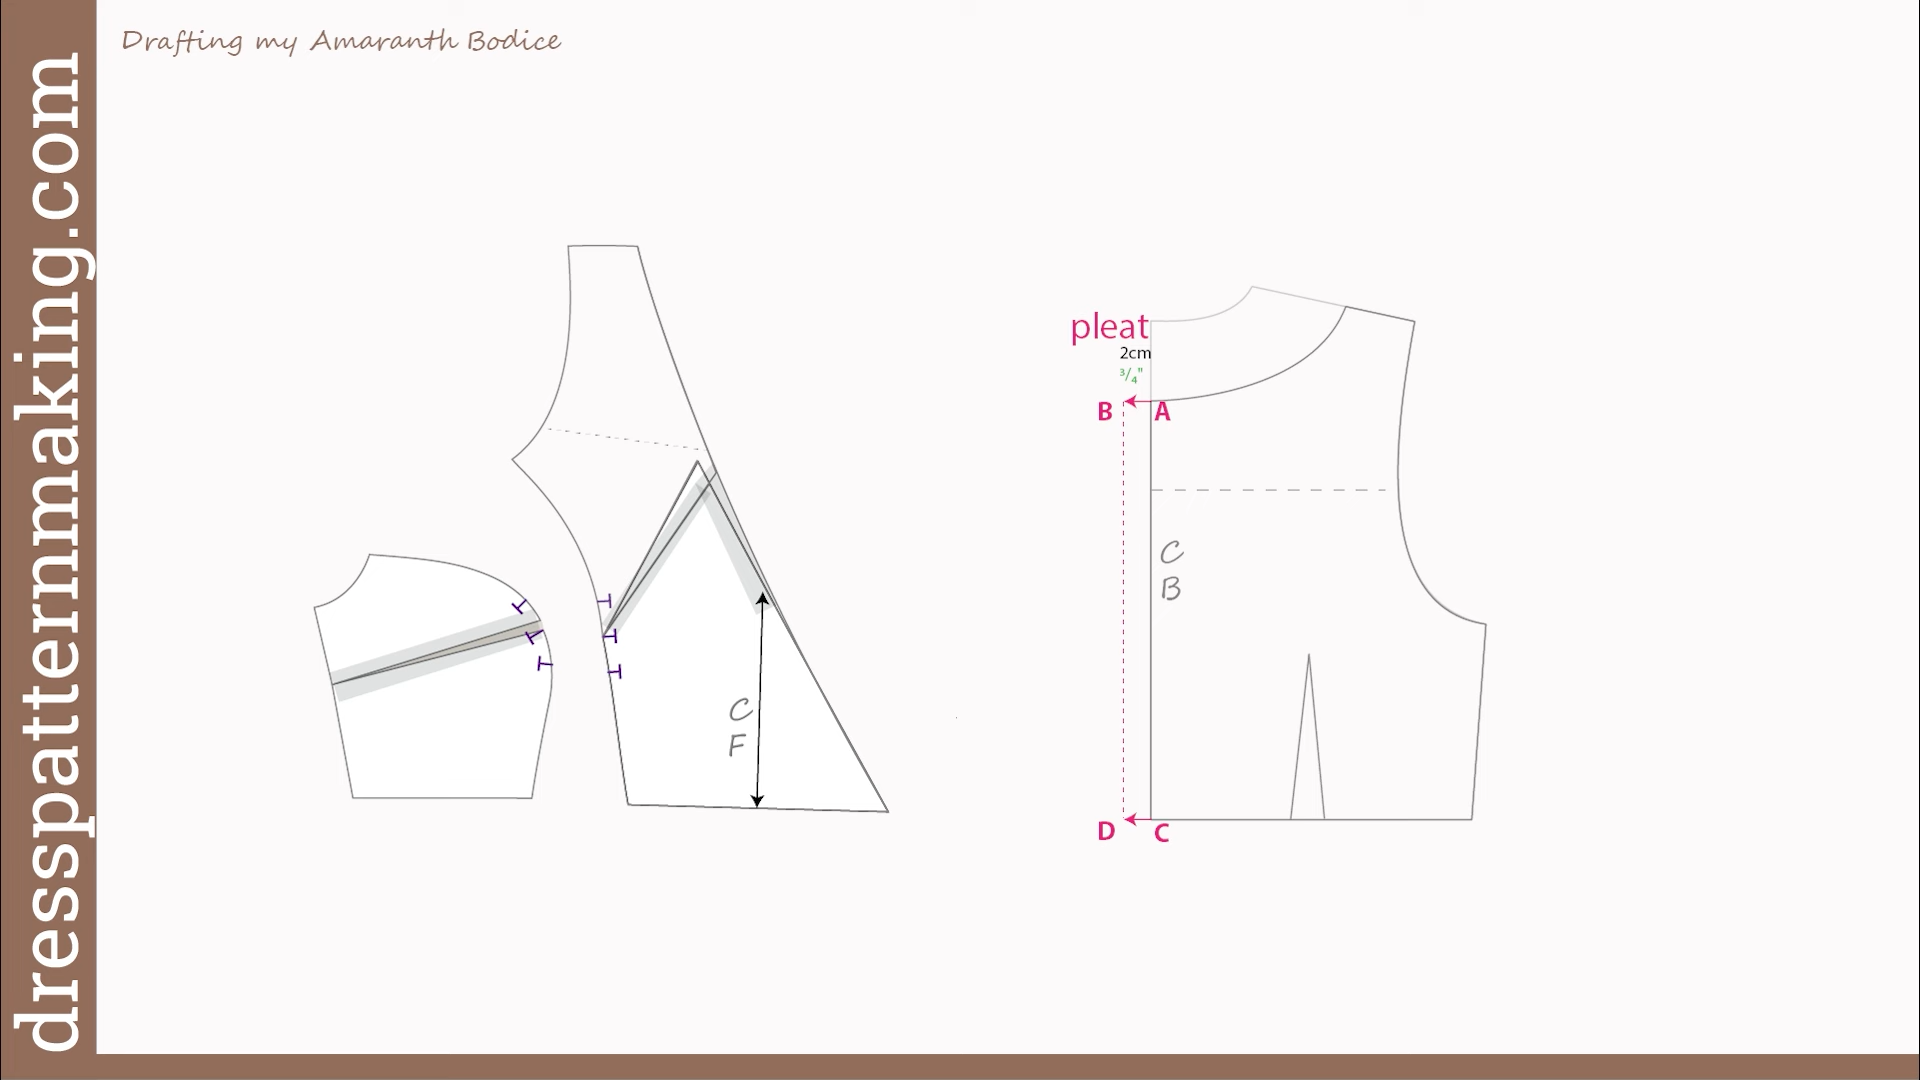 Drafting my Amaranth Bodice
dresspatternmaking.com
C
F
pleat
2cm
3/4"
B A
C
B
D C